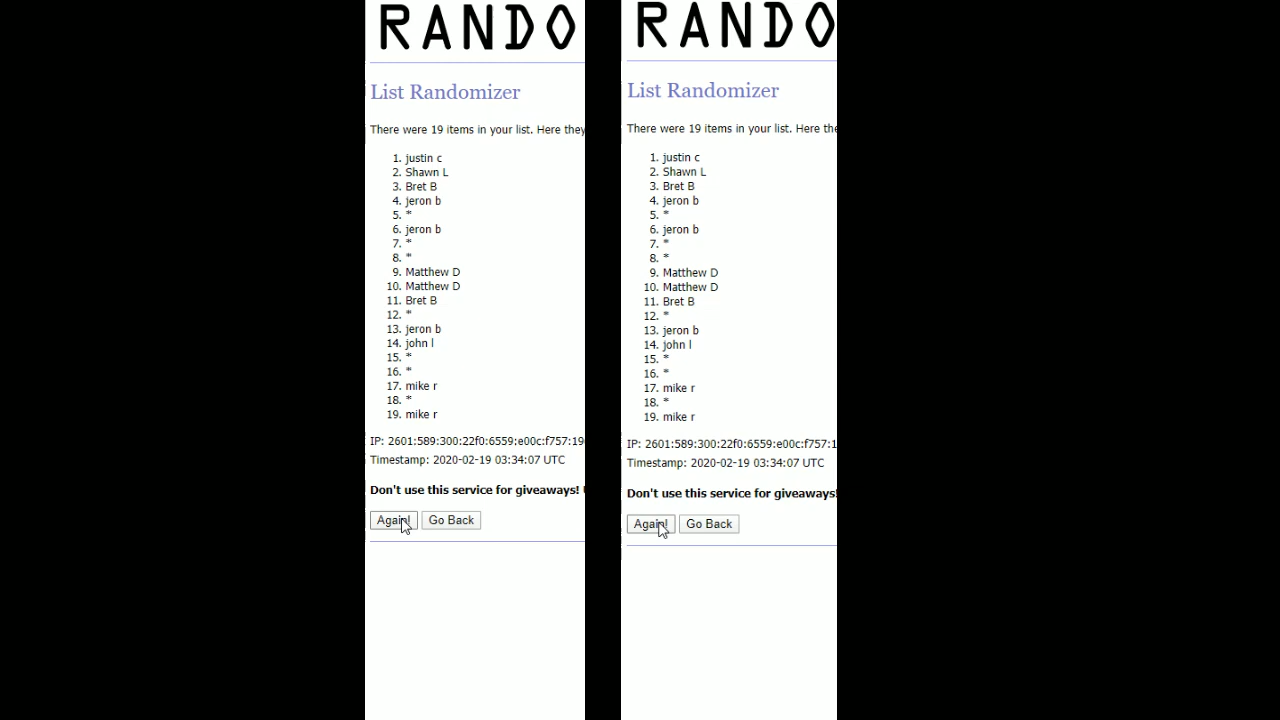 RANDO
List Randomizer
There were 19 items in your list. Here they
1. justin c
2. Shawn L
3. Bret B
4. jeron b
5. *
6. jeron b
7. *
8. *
9. Matthew D
10. Matthew D
11. Bret B
12. *
13. jeron b
14. john l
15. *
16. *
17. mike r
18. *
19. mike r
IP: 2601:589:300:22f0:6559:e00c:f757:19
Timestamp: 2020-02-19 03:34:07 UTC
Don't use this service for giveaways!
Again! Go Back
RANDO
List Randomizer
There were 19 items in your list. Here the
1. justin c
2. Shawn L
3. Bret B
4. jeron b
5. *
6. jeron b
7. *
8. *
9. Matthew D
10. Matthew D
11. Bret B
12. *
13. jeron b
14. john l
15. *
16. *
17. mike r
18. *
19. mike r
IP: 2601:589:300:22f0:6559:e00c:f757:1
Timestamp: 2020-02-19 03:34:07 UTC
Don't use this service for giveaways!
Again! Go Back